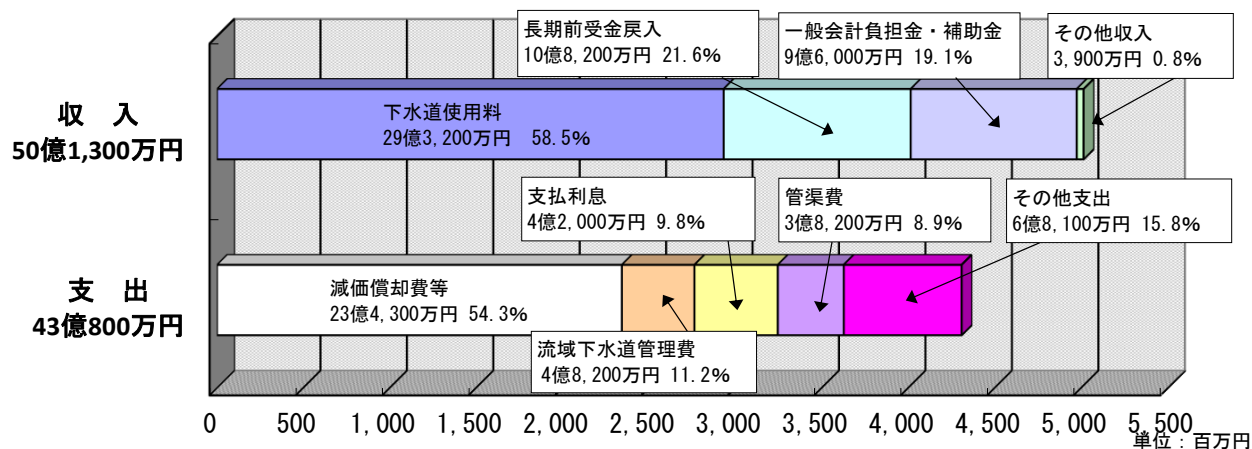 長期前受金戻入
10億8,200万円 21.6%
一般会計負担金・補助金
9億6,000万円 19.1%
その他収入
3,900万円 0.8%
収 入
50億1,300万円
下水道使用料
29億3,200万円 58.5%
支払利息
4億2,000万円 9.8%
管渠費
3億8,200万円 8.9%
その他支出
6億8,100万円 15.8%
支 出
43億800万円
減価償却費等
23億4,300万円 54.3%
流域下水道管理費
4億8,200万円 11.2%
0 500 1,000 1,500 2,000 2,500 3,000 3,500 4,000 4,500 5,000 5,500
単位：百万円